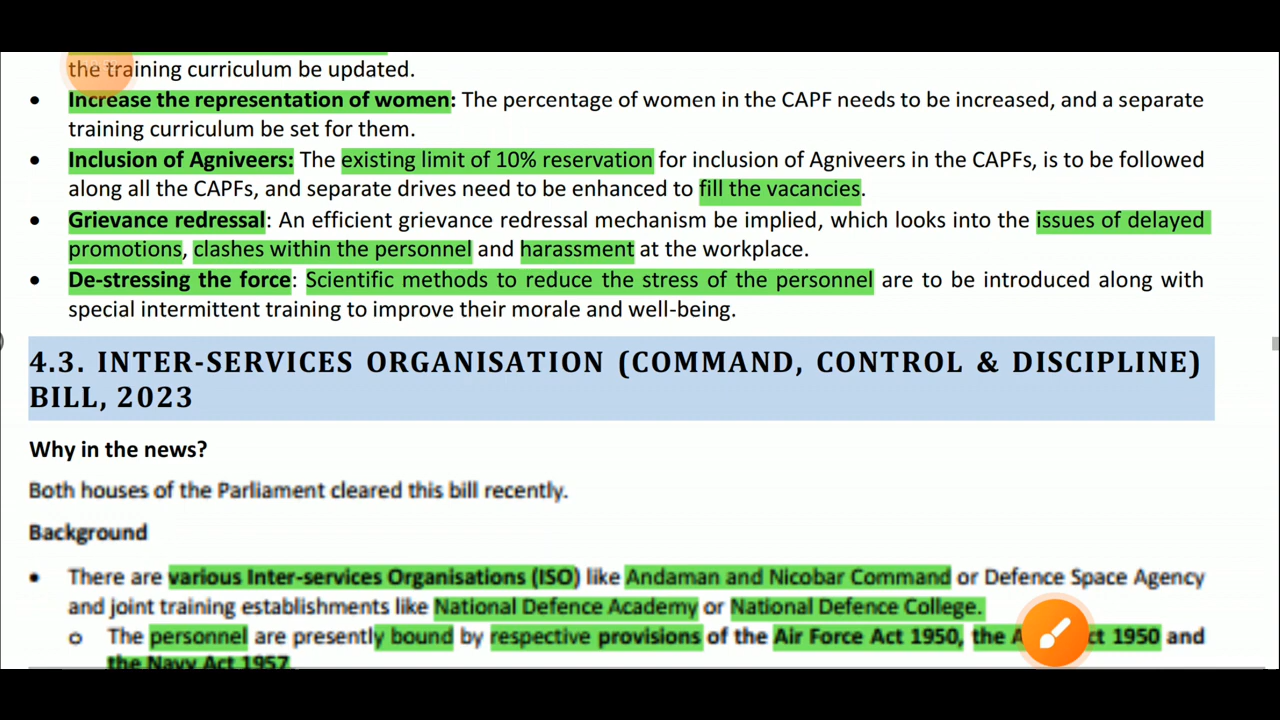 the training curriculum be updated.
• Increase the representation of women: The percentage of women in the CAPF needs to be increased, and a separate
training curriculum be set for them.
• Inclusion of Agniveers: The existing limit of 10% reservation for inclusion of Agniveers in the CAPFs, is to be followed
along all the CAPFs, and separate drives need to be enhanced to fill the vacancies.
• Grievance redressal: An efficient grievance redressal mechanism be implied, which looks into the issues of delayed
promotions, clashes within the personnel and harassment at the workplace.
• De-stressing the force: Scientific methods to reduce the stress of the personnel are to be introduced along with
special intermittent training to improve their morale and well-being.
4.3. INTER-SERVICES ORGANISATION (COMMAND, CONTROL & DISCIPLINE)
BILL, 2023
Why in the news?
Both houses of the Parliament cleared this bill recently.
Background
• There are various Inter-services Organisations (ISO) like Andaman and Nicobar Command or Defence Space Agency
and joint training establishments like National Defence Academy or National Defence College.
o The personnel are presently bound by respective provisions of the Air Force Act 1950, the 1950 and
the Navy Act 1957